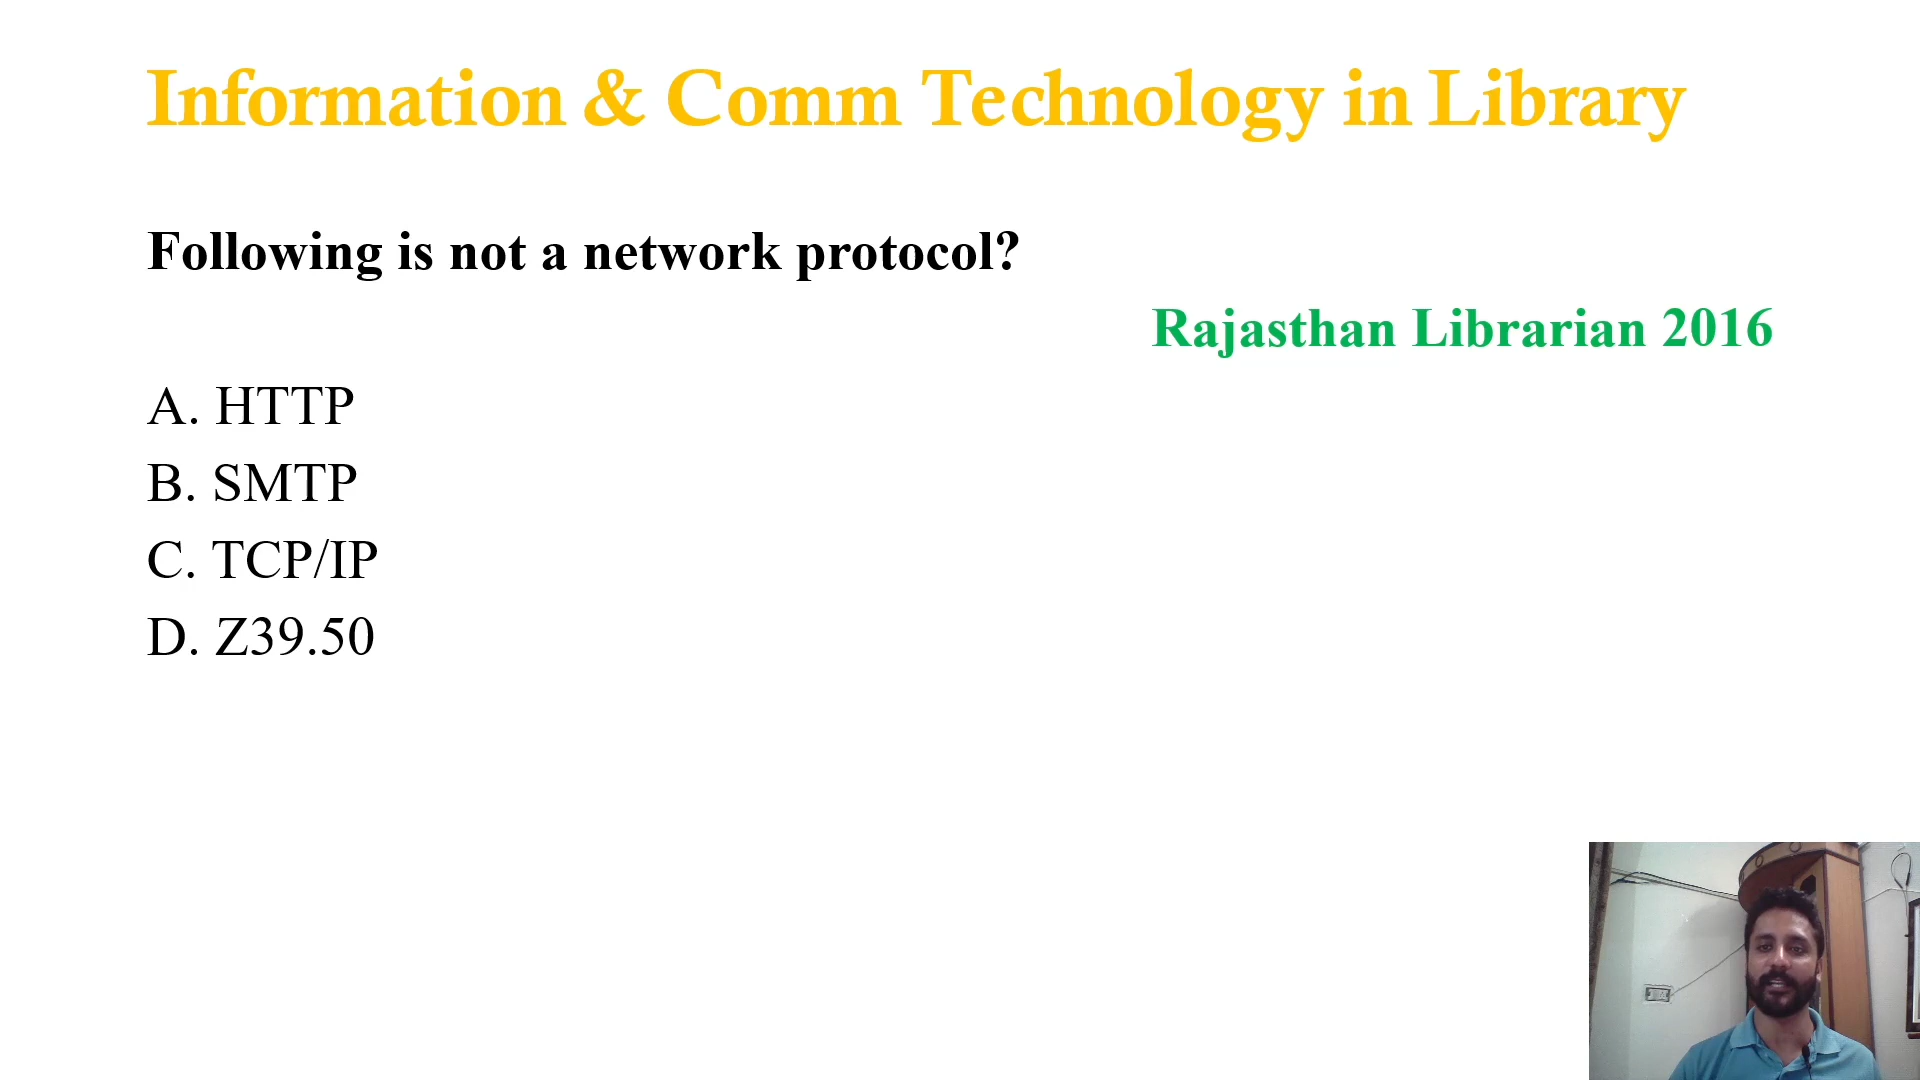 Information & Comm Technology in Library
Following is not a network protocol?
Rajasthan Librarian 2016
A. HTTP
B. SMTP
C. TCP/IP
D. Z39.50